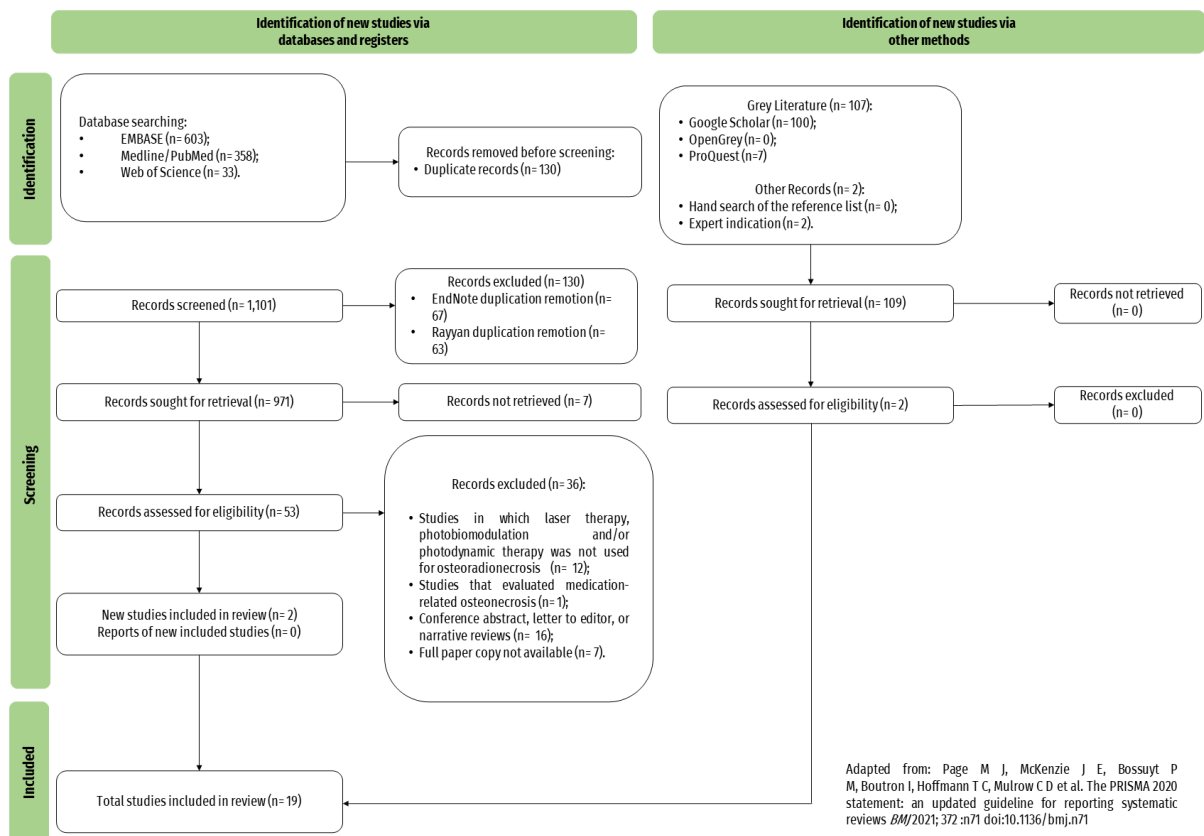 Identification of new studies via
databases and registers
Identification of new studies via
other methods
Identification
Database searching:
• EMBASE (n= 603);
• Medline/PubMed (n= 358);
• Web of Science (n= 33).
Records removed before screening:
• Duplicate records (n= 130)
Grey Literature (n= 107):
• Google Scholar (n= 100);
• OpenGrey (n= 0);
• ProQuest (n=7)
Other Records (n= 2):
• Hand search of the reference list (n= 0);
• Expert indication (n= 2).
Screening
Records screened (n= 1,101)
Records excluded (n= 130)
• EndNote duplication remotion (n=
67)
• Rayyan duplication remotion (n=
63)
Records sought for retrieval (n= 109)
Records not retrieved
(n= 0)
Records sought for retrieval (n= 971)
Records not retrieved (n= 7)
Records assessed for eligibility (n= 2)
Records excluded
(n= 0)
Records assessed for eligibility (n= 53)
Records excluded (n= 36):
• Studies in which laser therapy,
photobiomodulation and/or
photodynamic therapy was not used
for osteoradionecrosis (n= 12);
• Studies that evaluated medication-
related osteonecrosis (n= 1);
• Conference abstract, letter to editor, or
narrative reviews (n= 16);
• Full paper copy not available (n= 7).
New studies included in review (n= 2)
Reports of new included studies (n= 0)
Included
Total studies included in review (n= 19)
Adapted from: Page M J, McKenzie J E, Bossuyt P
M, Boutron I, Hoffmann T C, Mulrow C D et al. The PRISMA 2020
statement: an updated guideline for reporting systematic
reviews BMJ 2021; 372 :n71 doi:10.1136/bmj.n71